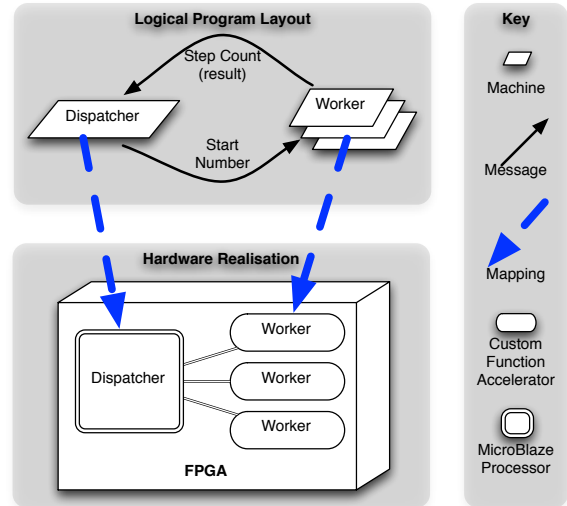 Logical Program Layout
Step Count
(result)
Dispatcher
Worker
Start
Number
Hardware Realisation
Dispatcher
Worker
Worker
Worker
FPGA
Key
Machine
Message
Mapping
Custom
Function
Accelerator
MicroBlaze
Processor